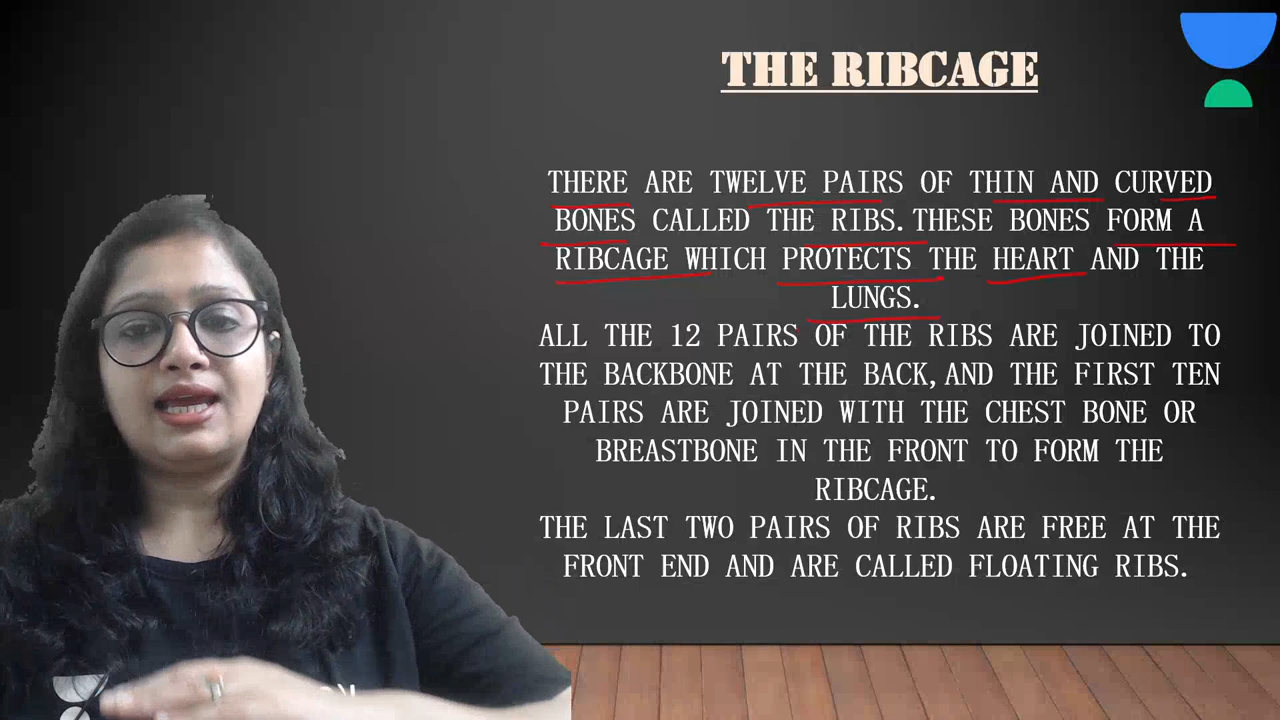 THE RIBCAGE
THERE ARE TWELVE PAIRS OF THIN AND CURVED
BONES CALLED THE RIBS.THESE BONES FORM A
RIBCAGE WHICH PROTECTS THE HEART AND THE
LUNGS.
ALL THE 12 PAIRS OF THE RIBS ARE JOINED TO
THE BACKBONE AT THE BACK,AND THE FIRST TEN
PAIRS ARE JOINED WITH THE CHEST BONE OR
BREASTBONE IN THE FRONT TO FORM THE
RIBCAGE.
THE LAST TWO PAIRS OF RIBS ARE FREE AT THE
FRONT END AND ARE CALLED FLOATING RIBS.